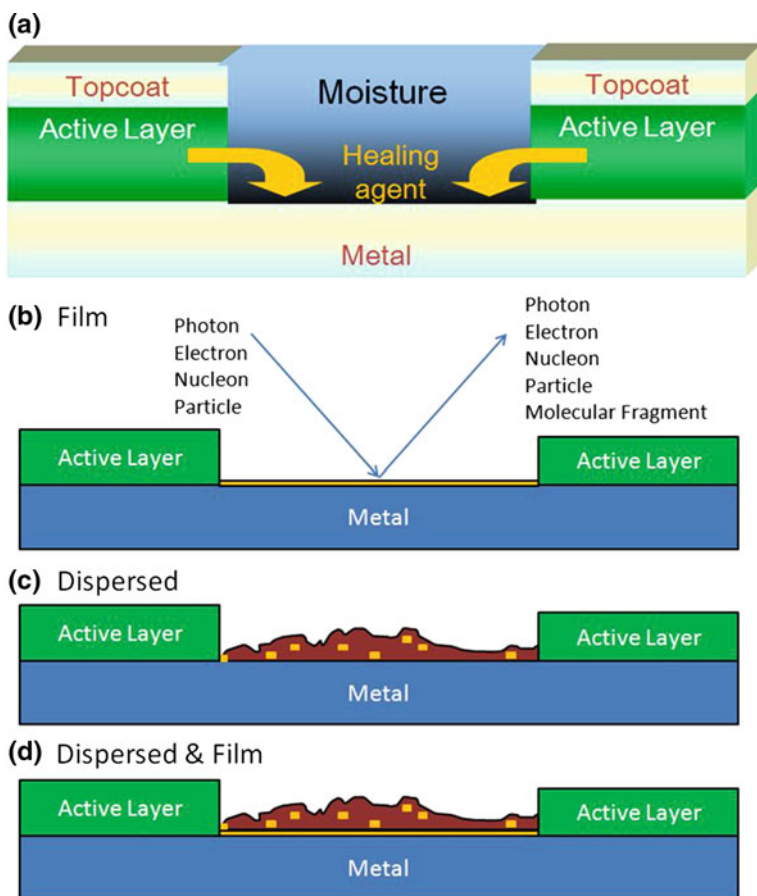 (a)
Topcoat
Moisture
Topcoat
Active Layer
Active Layer
Healing
agent
Metal
(b) Film
Photon
Electron
Nucleon
Particle
Photon
Electron
Nucleon
Particle
Molecular Fragment
Active Layer
Active Layer
Metal
(c) Dispersed
Active Layer
Active Layer
Metal
(d) Dispersed & Film
Active Layer
Active Layer
Metal